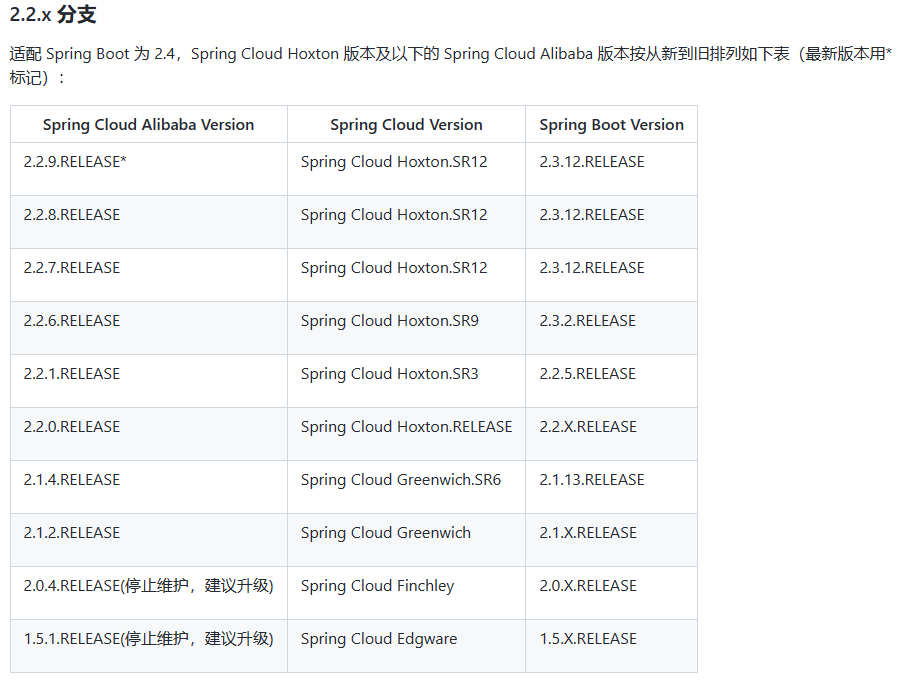 2.2.x 分支
适配 Spring Boot 为 2.4，Spring Cloud Hoxton 版本及以下的 Spring Cloud Alibaba 版本按从新到旧排列如下表（最新版本用*
标记）：
Spring Cloud Alibaba Version Spring Cloud Version Spring Boot Version
2.2.9.RELEASE* Spring Cloud Hoxton.SR12 2.3.12.RELEASE
2.2.8.RELEASE Spring Cloud Hoxton.SR12 2.3.12.RELEASE
2.2.7.RELEASE Spring Cloud Hoxton.SR12 2.3.12.RELEASE
2.2.6.RELEASE Spring Cloud Hoxton.SR9 2.3.2.RELEASE
2.2.1.RELEASE Spring Cloud Hoxton.SR3 2.2.5.RELEASE
2.2.0.RELEASE Spring Cloud Hoxton.RELEASE 2.2.X.RELEASE
2.1.4.RELEASE Spring Cloud Greenwich.SR6 2.1.13.RELEASE
2.1.2.RELEASE Spring Cloud Greenwich 2.1.X.RELEASE
2.0.4.RELEASE(停止维护，建议升级) Spring Cloud Finchley 2.0.X.RELEASE
1.5.1.RELEASE(停止维护，建议升级) Spring Cloud Edgware 1.5.X.RELEASE